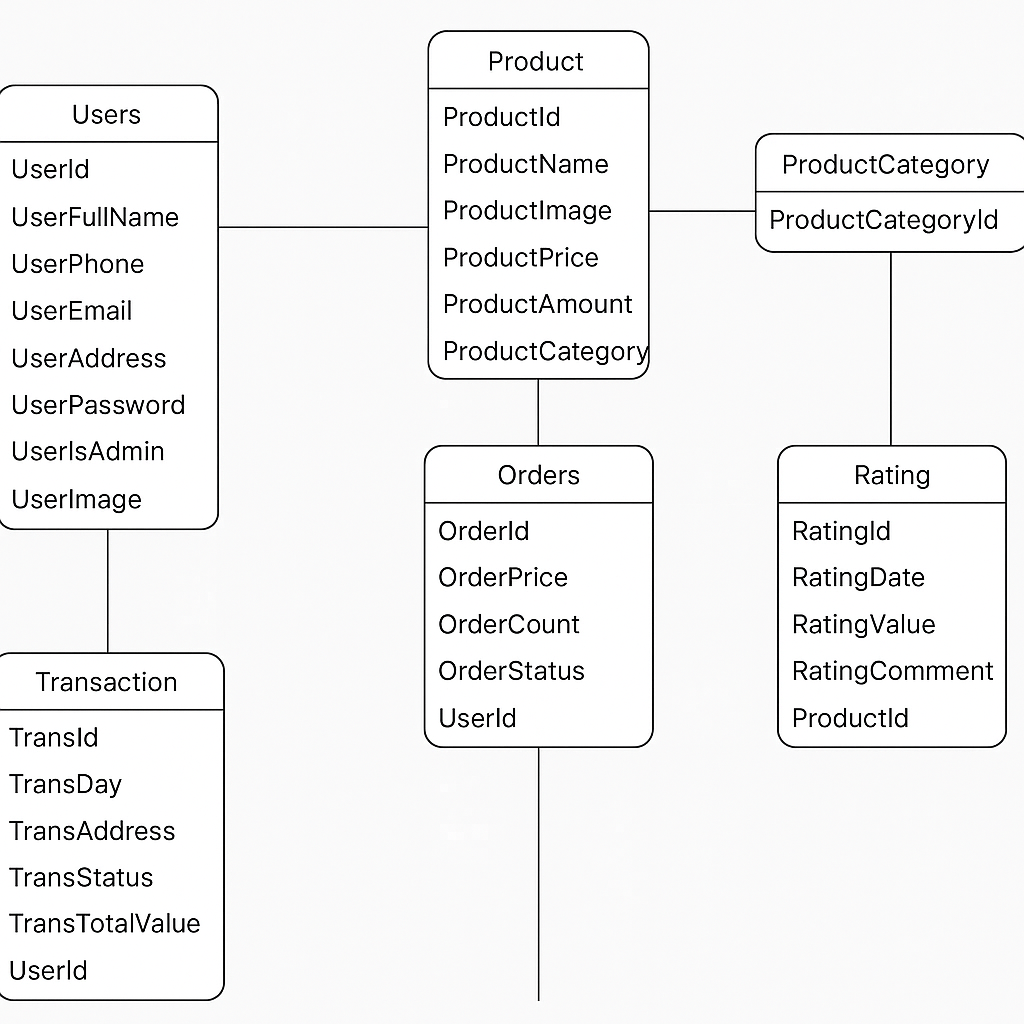 Users
UserId
UserFullName
UserPhone
UserEmail
UserAddress
UserPassword
UserIsAdmin
UserImage
Product
ProductId
ProductName
ProductImage
ProductPrice
ProductAmount
ProductCategory
ProductCategory
ProductCategoryId
Transaction
TransId
TransDay
TransAddress
TransStatus
TransTotalValue
UserId
Orders
OrderId
OrderPrice
OrderCount
OrderStatus
UserId
Rating
RatingId
RatingDate
RatingValue
RatingComment
ProductId